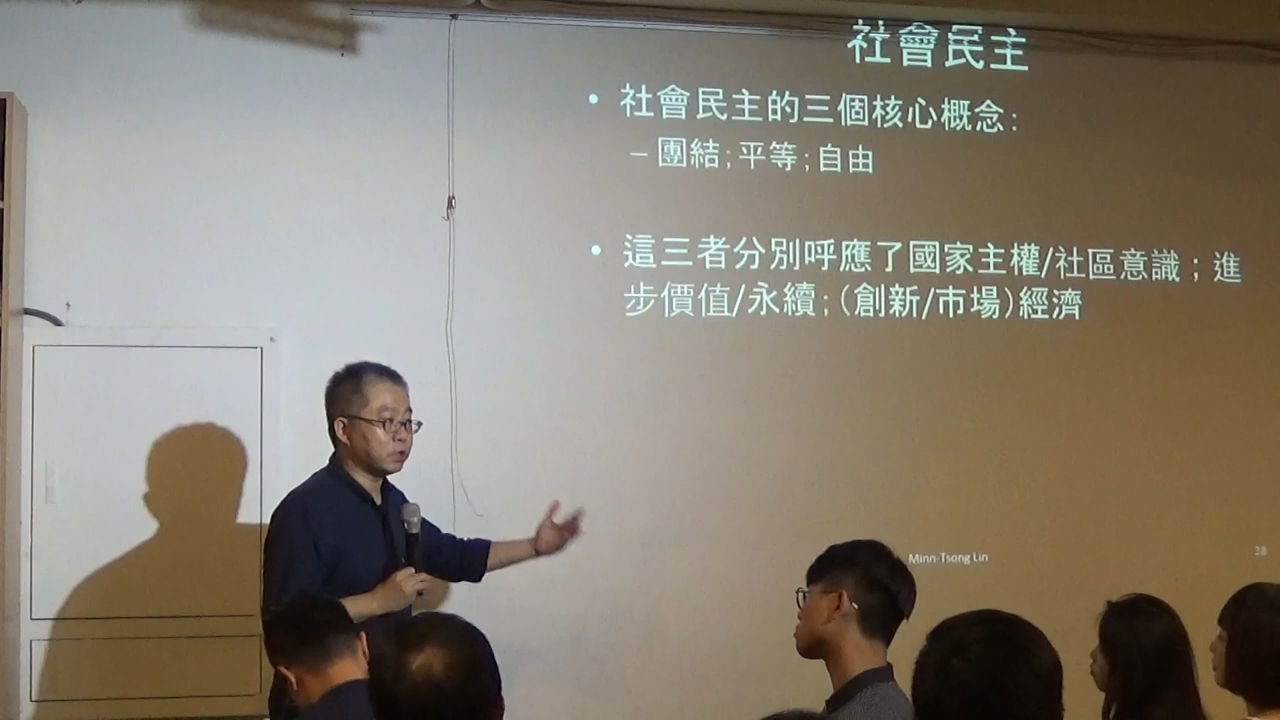 社會民主
• 社會民主的三個核心概念:
– 團結;平等;自由
• 這三者分別呼應了國家主權/社區意識;進
步價值/永續;(創新/市場)經濟
Minn-Tsong Lin
28